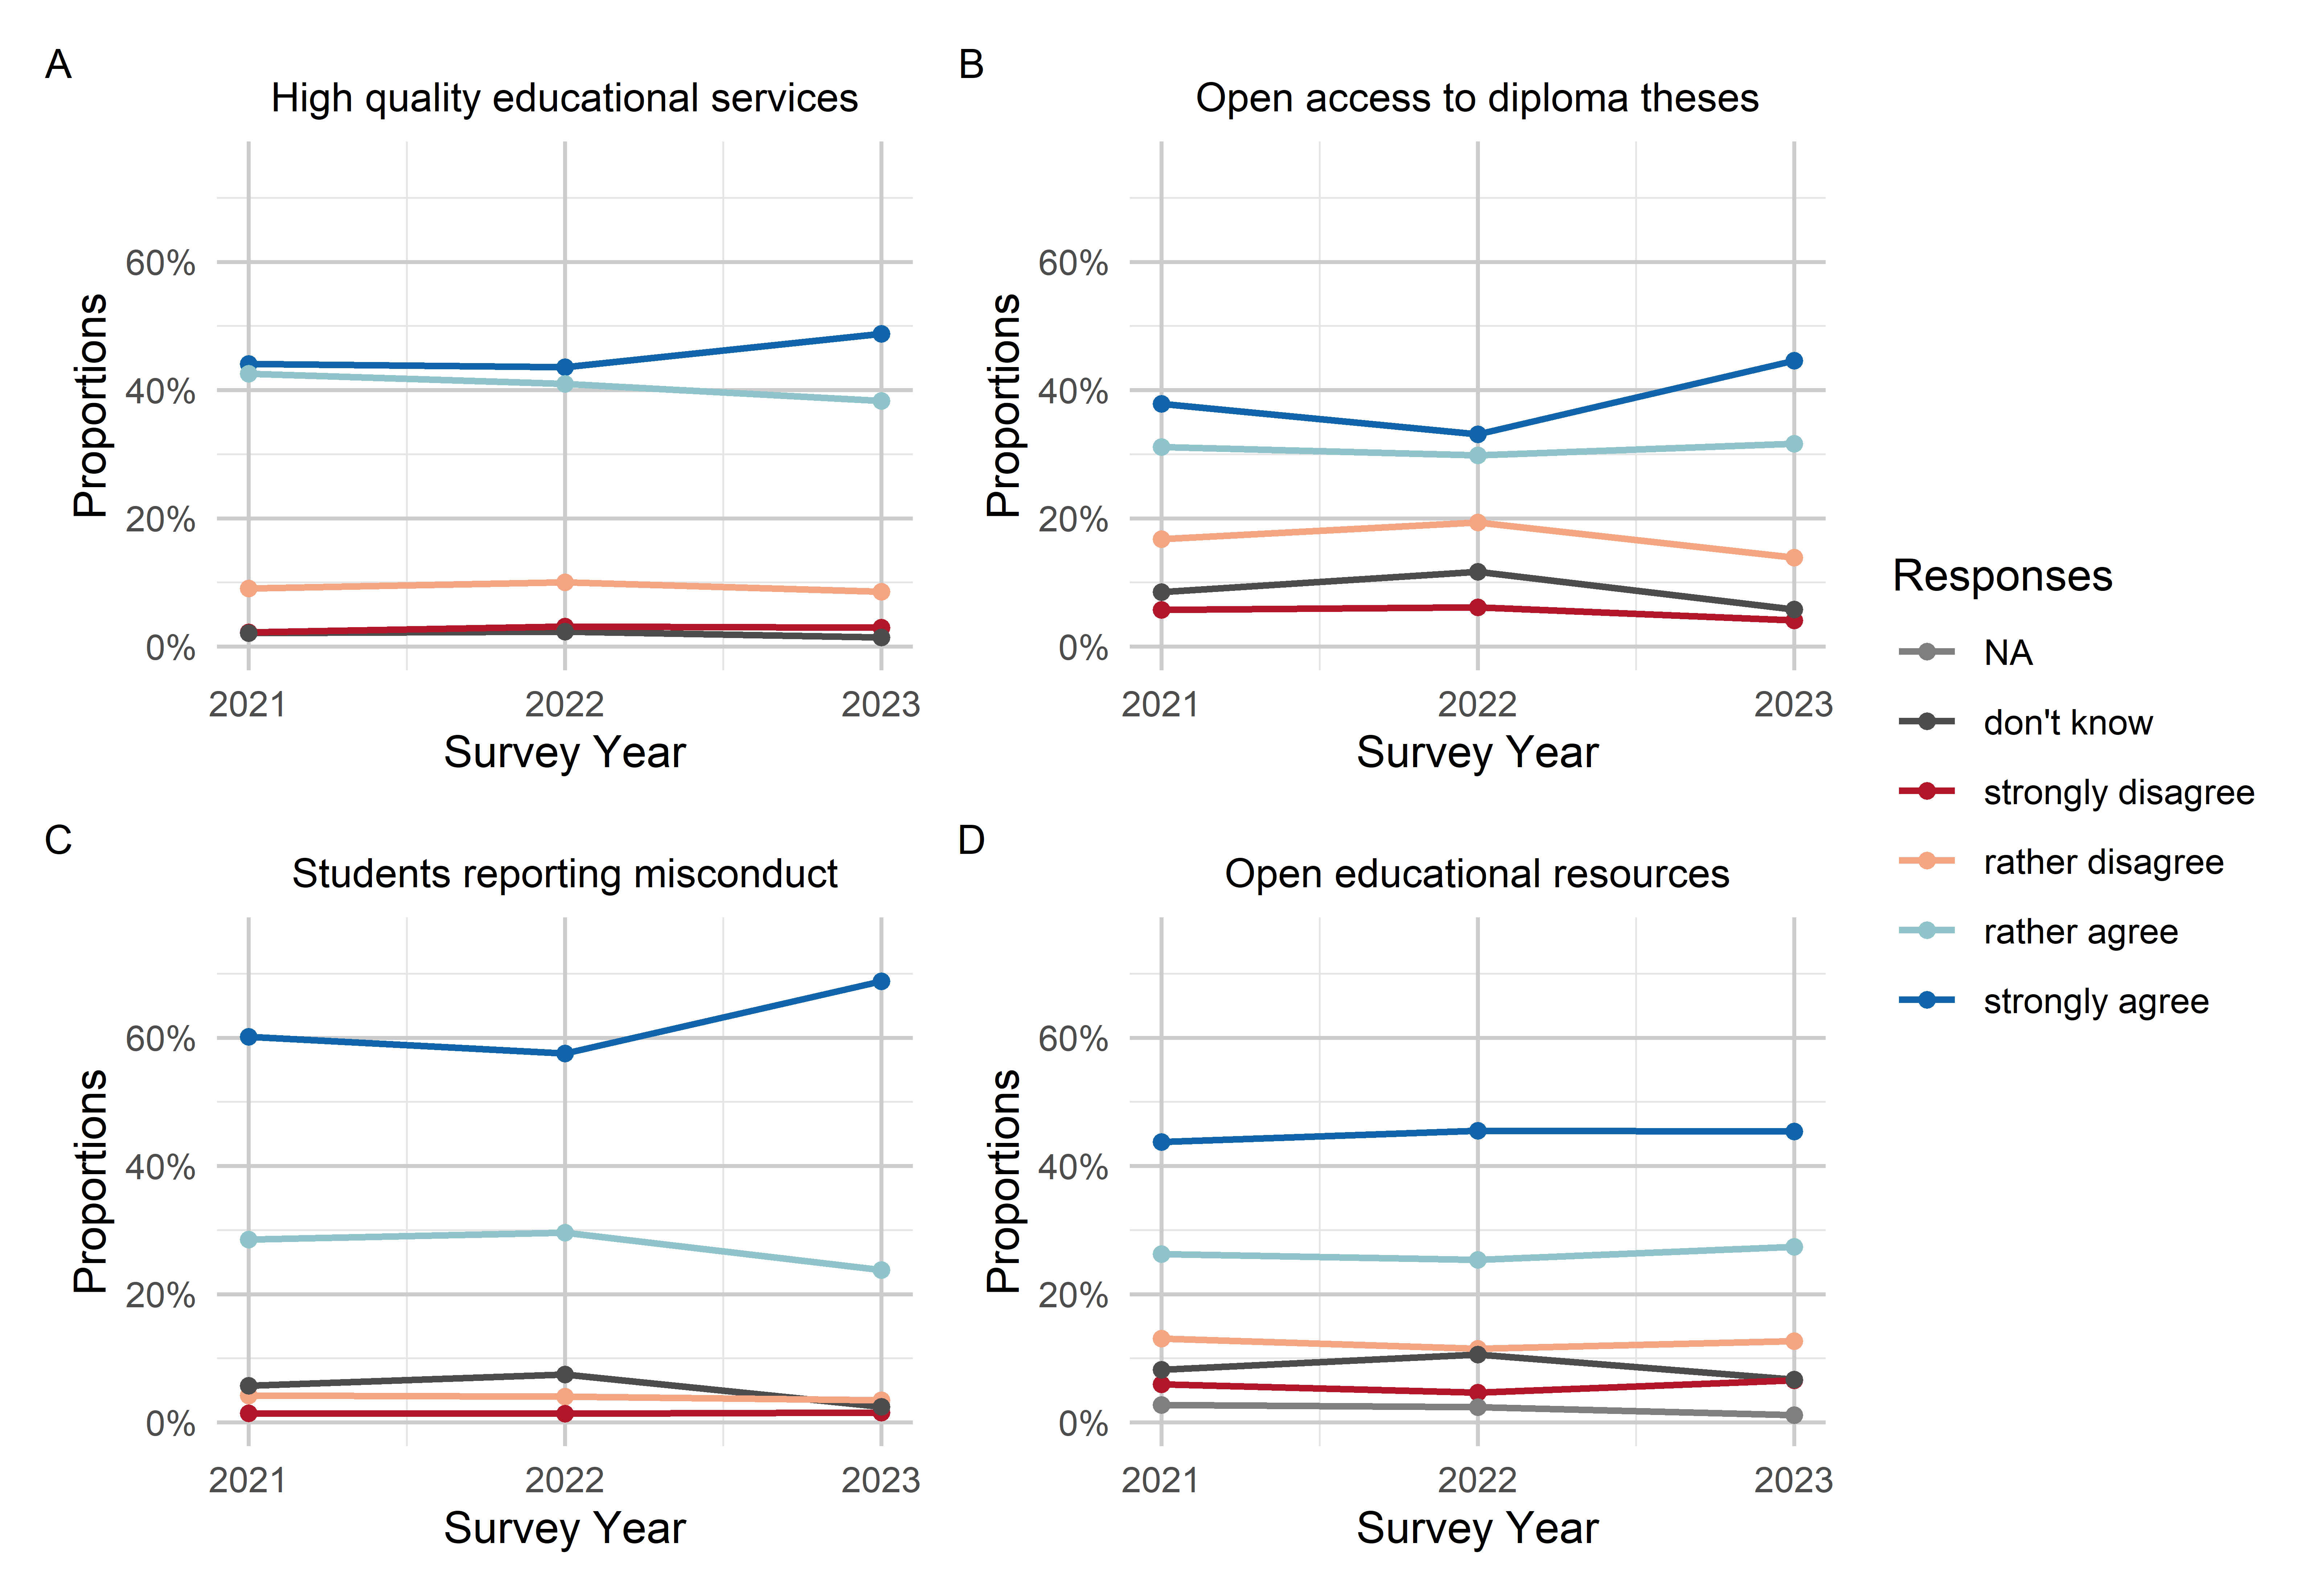 A
High quality educational services
60%
40%
20%
0%
Proportions
2021 2022 2023
Survey Year
B
Open access to diploma theses
60%
40%
20%
0%
Proportions
2021 2022 2023
Survey Year
C
Students reporting misconduct
60%
40%
20%
0%
Proportions
2021 2022 2023
Survey Year
D
Open educational resources
60%
40%
20%
0%
Proportions
2021 2022 2023
Survey Year
Responses
NA
don't know
strongly disagree
rather disagree
rather agree
strongly agree